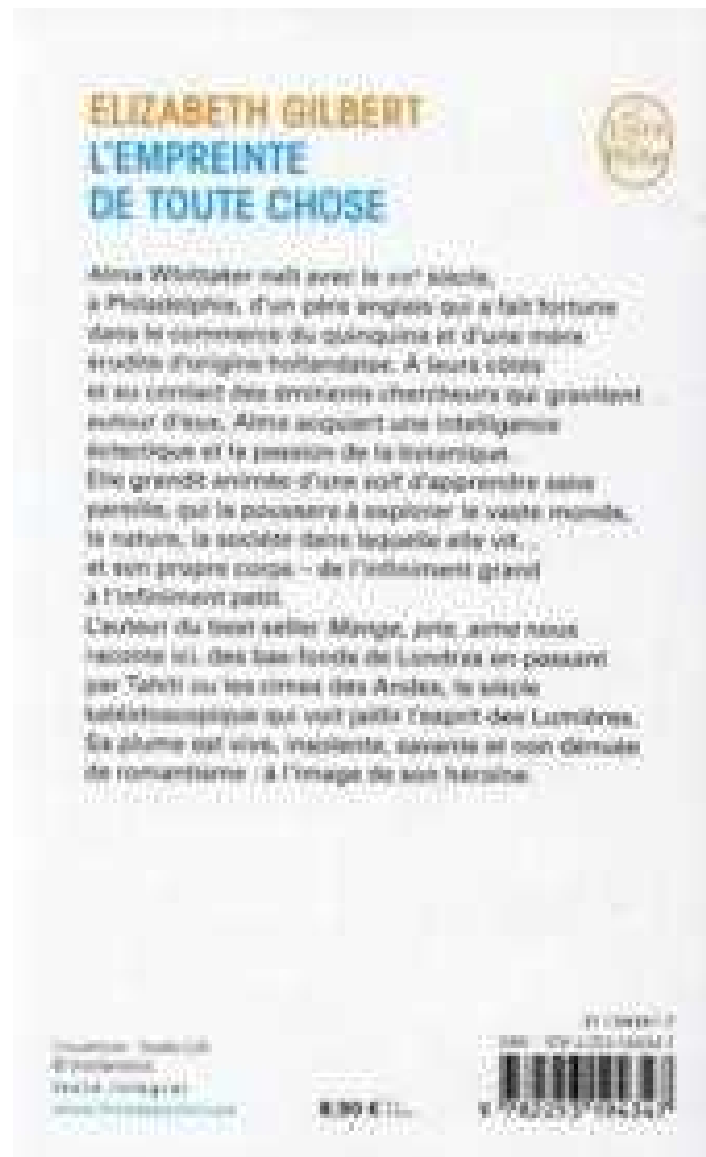 ELIZABETH GILBERT
L'EMPREINTE
DE TOUTE CHOSE
Alma Whittaker naît avec le siècle,
à Philadelphie, d'un père anglais qui a fait fortune
dans le commerce du quinquina et d'une mère
érudite d'origine hollandaise. À leurs côtés
et au contact des éminents chercheurs qui gravitent
autour d'eux, Alma acquiert une intelligence
éclectique et la passion de la botanique.
Elle grandit animée d'une soif d'apprendre sans
pareille, qui la poussera à explorer le vaste monde,
la nature, la société dans laquelle elle vit...
et son propre corps – de l'infiniment grand
à l'infiniment petit.
L'auteur du best-seller Mange, prie, aime nous
raconte ici, des bas-fonds de Londres en passant
par Tahiti ou les cimes des Andes, le siècle
kaléidoscopique qui voit jaillir l'esprit des Lumières.
Sa plume est vive, insolente, savante et non dénuée
de romantisme : à l'image de son héroïne.
Texte intégral
8,90 €